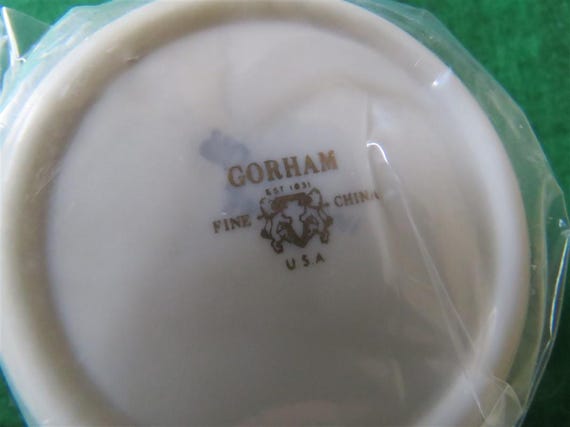 GORHAM
EST 1831
FINE CHINA
U.S.A